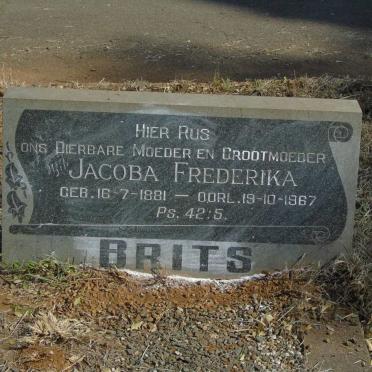 HIER RUS
ONS DIERBARE MOEDER EN GROOTMOEDER
JACOBA FREDERIKA
GEB. 16-7-1881 — OORL. 19-10-1967
Ps. 42:5.
BRITS